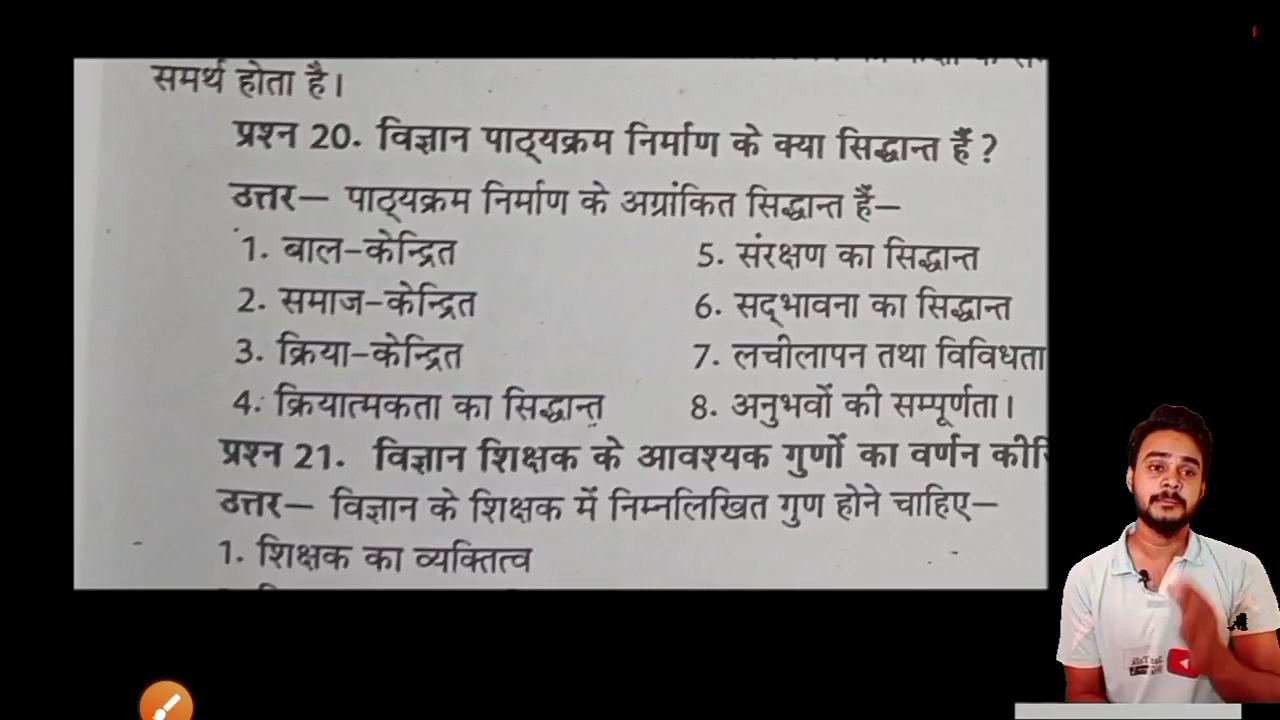 समर्थ होता है।
प्रश्न 20. विज्ञान पाठ्यक्रम निर्माण के क्या सिद्धान्त हैं ?
उत्तर— पाठ्यक्रम निर्माण के अग्रांकित सिद्धान्त हैं—
1. बाल-केन्द्रित
5. संरक्षण का सिद्धान्त
2. समाज-केन्द्रित
6. सद्भावना का सिद्धान्त
3. क्रिया-केन्द्रित
7. लचीलापन तथा विविधता
4. क्रियात्मकता का सिद्धान्त
8. अनुभवों की सम्पूर्णता।
प्रश्न 21. विज्ञान शिक्षक के आवश्यक गुणों का वर्णन
उत्तर— विज्ञान के शिक्षक में निम्नलिखित गुण होने चाहिए—
1. शिक्षक का व्यक्तित्व